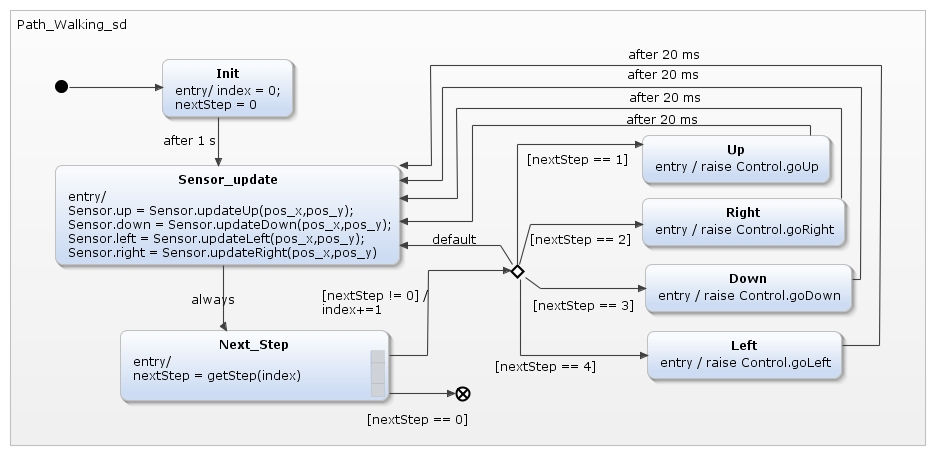 Path_Walking_sd
Init
entry/ index = 0;
nextStep = 0
after 1 s
Sensor_update
entry/
Sensor.up = Sensor.updateUp(pos_x,pos_y);
Sensor.down = Sensor.updateDown(pos_x,pos_y);
Sensor.left = Sensor.updateLeft(pos_x,pos_y);
Sensor.right = Sensor.updateRight(pos_x,pos_y)
always
Next_Step
entry/
nextStep = getStep(index)
[nextStep != 0] /
index+=1
[nextStep == 0]
default
after 20 ms
after 20 ms
after 20 ms
after 20 ms
[nextStep == 1]
Up
entry / raise Control.goUp
[nextStep == 2]
Right
entry / raise Control.goRight
[nextStep == 3]
Down
entry / raise Control.goDown
[nextStep == 4]
Left
entry / raise Control.goLeft